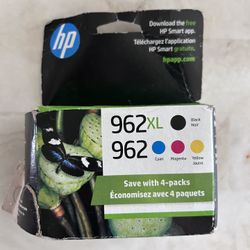 hp
Download the free
HP Smart app.
Téléchargez l'application
HP Smart gratuite.
hpapp.com
962XL
Black
Noir
962
Cyan
Magenta
Yellow
Jaune
Save with 4-packs
Économisez avec 4 paquets